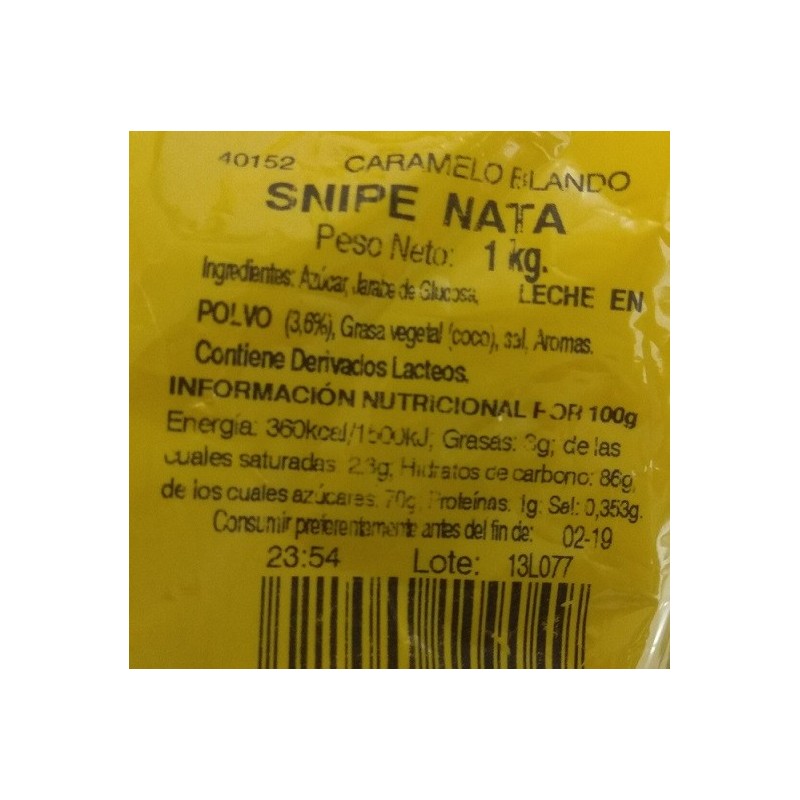 40152 CARAMELO BLANDO
SNIPE NATA
Peso Neto: 1 kg.
Ingredientes: Azúcar, Jarabe de Glucosa, LECHE EN
POLVO (3,6%), Grasa vegetal (coco), sal, Aromas.
Contiene Derivados Lacteos.
INFORMACIÓN NUTRICIONAL POR 100g
Energía: 360kcal/1500kJ; Grasas: 3g; de las
cuales saturadas: 2.3g; Hidratos de carbono: 86g,
de los cuales azúcares: 70g; Proteínas: 1g; Sal: 0,353g.
Consumir preferentemente antes del fin de: 02-19
23:54 Lote: 13L077